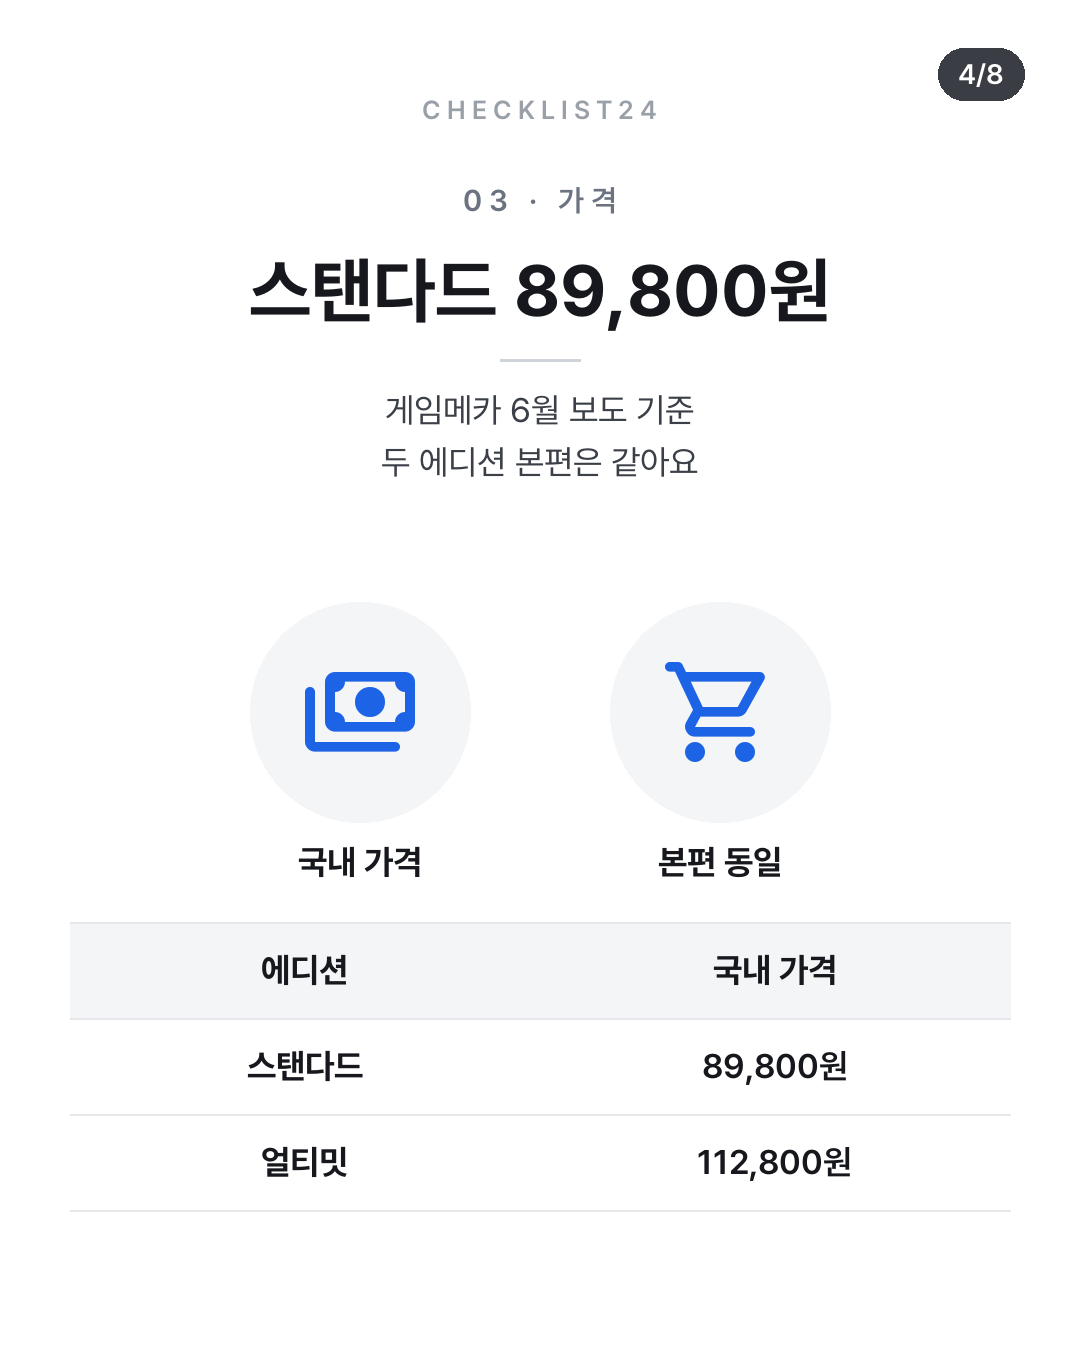 4/8
CHECKLIST24
03 · 가격
스탠다드 89,800원
게임메카 6월 보도 기준
두 에디션 본편은 같아요
국내 가격
본편 동일
에디션 국내 가격
스탠다드 89,800원
얼티밋 112,800원